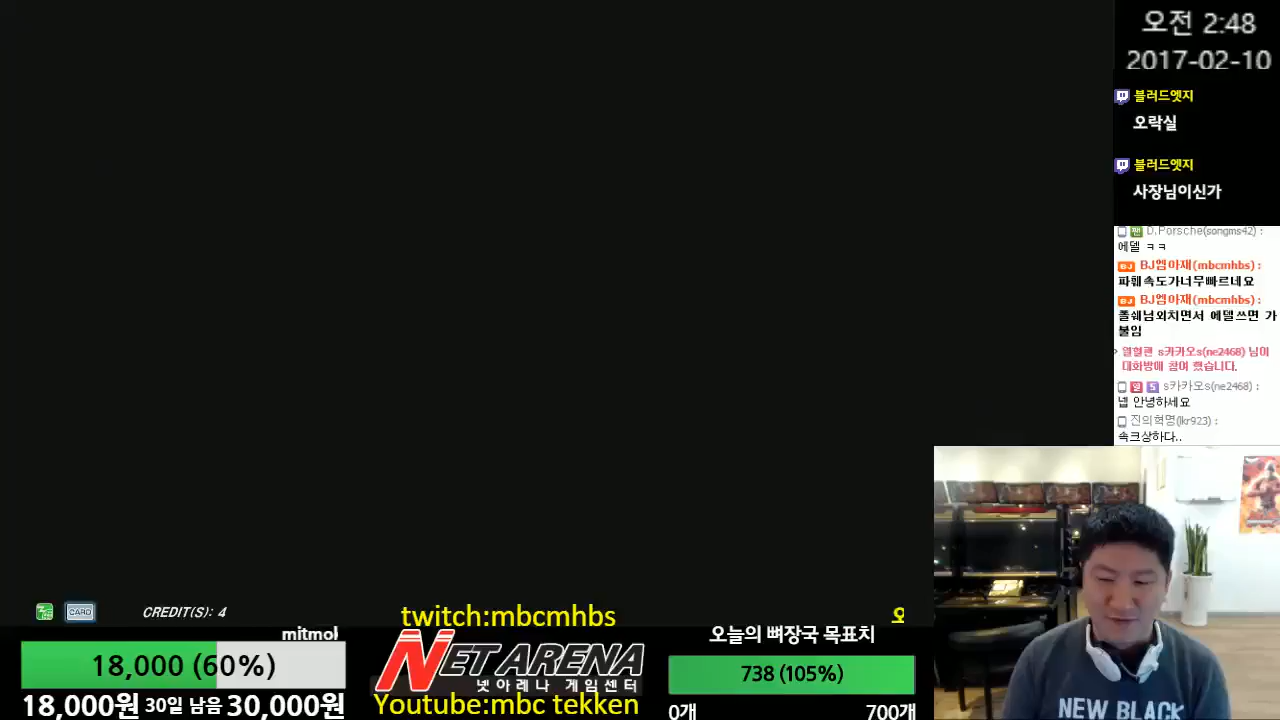 오전 2:48
2017-02-10
블러드엣지
오락실
블러드엣지
사장님이신가
D.Porsche(songms42) :
에델 ㅋㅋ
BJ엠아재(mbcmhbs) :
파훼속도가너무빠르네요
BJ엠아재(mbcmhbs) :
졸쉐님외치면서 에델쓰면 가
불임
열혈팬 s카카오s(ne2468) 님이
대화방에 참여 했습니다.
s카카오s(ne2468) :
넵 안녕하세요
진의혁명(lkr923) :
속크상하다..
CARD
CREDIT(S): 4
twitch:mbcmhbs
오
mitmol
18,000 (60%)
18,000원 30일 남음 30,000원
NET ARENA
넷아레나 게임센터
Youtube:mbc tekken
오늘의 뼈장국 목표치
738 (105%)
0개 700개
NEW BLACK